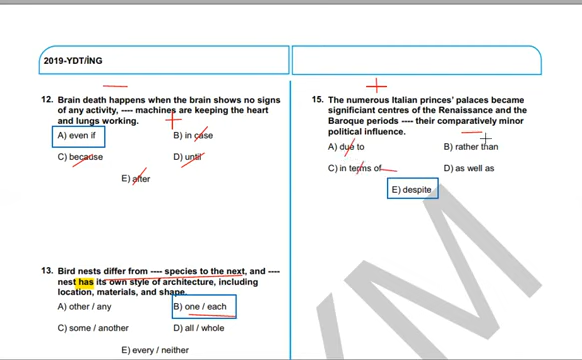 2019-YDT/İNG
12. Brain death happens when the brain shows no signs
of any activity, ---- machines are keeping the heart
and lungs working.
A) even if
B) in case
C) because
D) until
E) after
13. Bird nests differ from ---- species to the next, and ----
nest has its own style of architecture, including
location, materials, and shape.
A) other / any
B) one / each
C) some / another
D) all / whole
E) every / neither
15. The numerous Italian princes' palaces became
significiant centres of the Renaissance and the
Baroque periods ---- their comparatively minor
political influence.
A) due to
B) rather than
C) in terms of
D) as well as
E) despite
YM